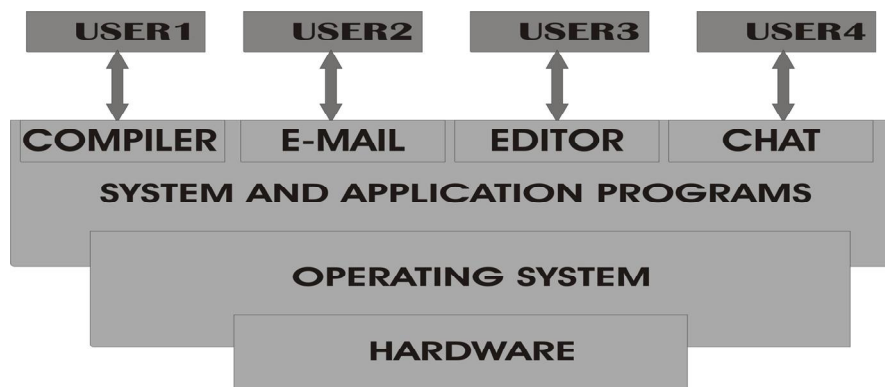 USER1 USER2 USER3 USER4
COMPILER E-MAIL EDITOR CHAT
SYSTEM AND APPLICATION PROGRAMS
OPERATING SYSTEM
HARDWARE